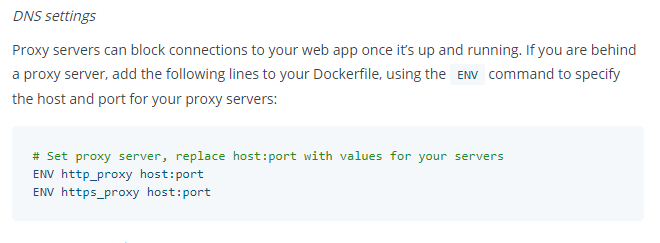 DNS settings
Proxy servers can block connections to your web app once it’s up and running. If you are behind
a proxy server, add the following lines to your Dockerfile, using the ENV command to specify
the host and port for your proxy servers:
# Set proxy server, replace host:port with values for your servers
ENV http_proxy host:port
ENV https_proxy host:port